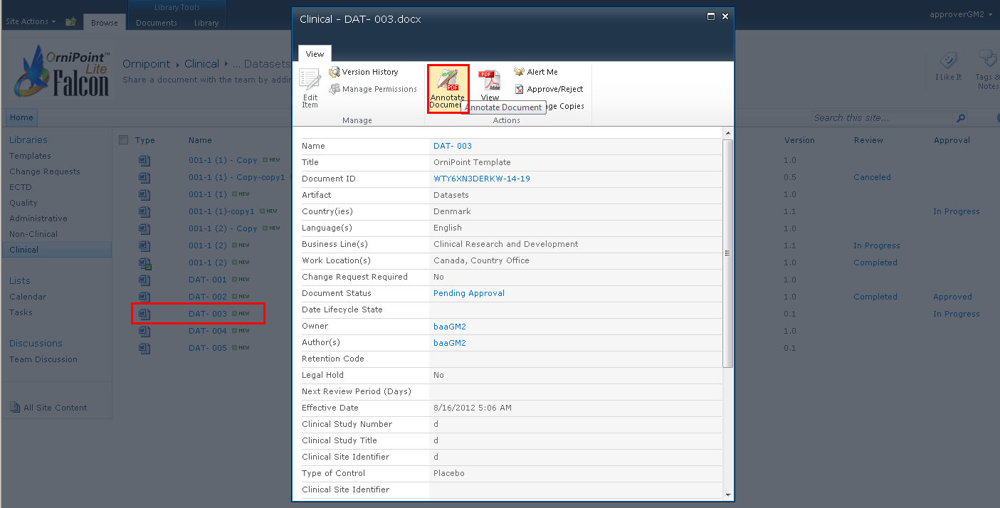 Library Tools
Site Actions
Browse
Documents
Library
approverGM2
OrniPoint™
Lite
Falcon
Ornipoint Clinical ... Datasets
Share a document with the team by addin
I Like It
Tags &
Notes
Home
Search this site...
Libraries
Templates
Change Requests
ECTD
Quality
Administrative
Non-Clinical
Clinical
Lists
Calendar
Tasks
Discussions
Team Discussion
All Site Content
Type Name Version Review Approval
001-1 (1) - Copy NEW 1.0
001-1 (1) - Copy-copy1 0.5 Canceled
001-1 (1) NEW 1.0
001-1 (1)-copy1 NEW 1.1 In Progress
001-1 (2) - Copy NEW 1.0
001-1 (2) NEW 1.1 In Progress
001-1 (2) NEW 1.0 Completed
DAT- 001 NEW 1.0
DAT- 002 NEW 1.0 Completed Approved
DAT- 003 NEW 0.1 In Progress
DAT- 004 NEW 1.0
DAT- 005 NEW 0.1
Clinical - DAT- 003.docx
View
Edit
Item
Version History
Manage Permissions
Manage
PDF
Annotate
Documen
PDF
Adobe
View
Alert Me
Approve/Reject
ge Copies
Annotate Document
Actions
Name DAT- 003
Title OrniPoint Template
Document ID WTY6XN3DERKW-14-19
Artifact Datasets
Country(ies) Denmark
Language(s) English
Business Line(s) Clinical Research and Development
Work Location(s) Canada, Country Office
Change Request Required No
Document Status Pending Approval
Date Lifecycle State
Owner baaGM2
Author(s) baaGM2
Retention Code
Legal Hold No
Next Review Period (Days)
Effective Date 8/16/2012 5:06 AM
Clinical Study Number d
Clinical Study Title d
Clinical Site Identifier d
Type of Control Placebo
Clinical Site Identifier